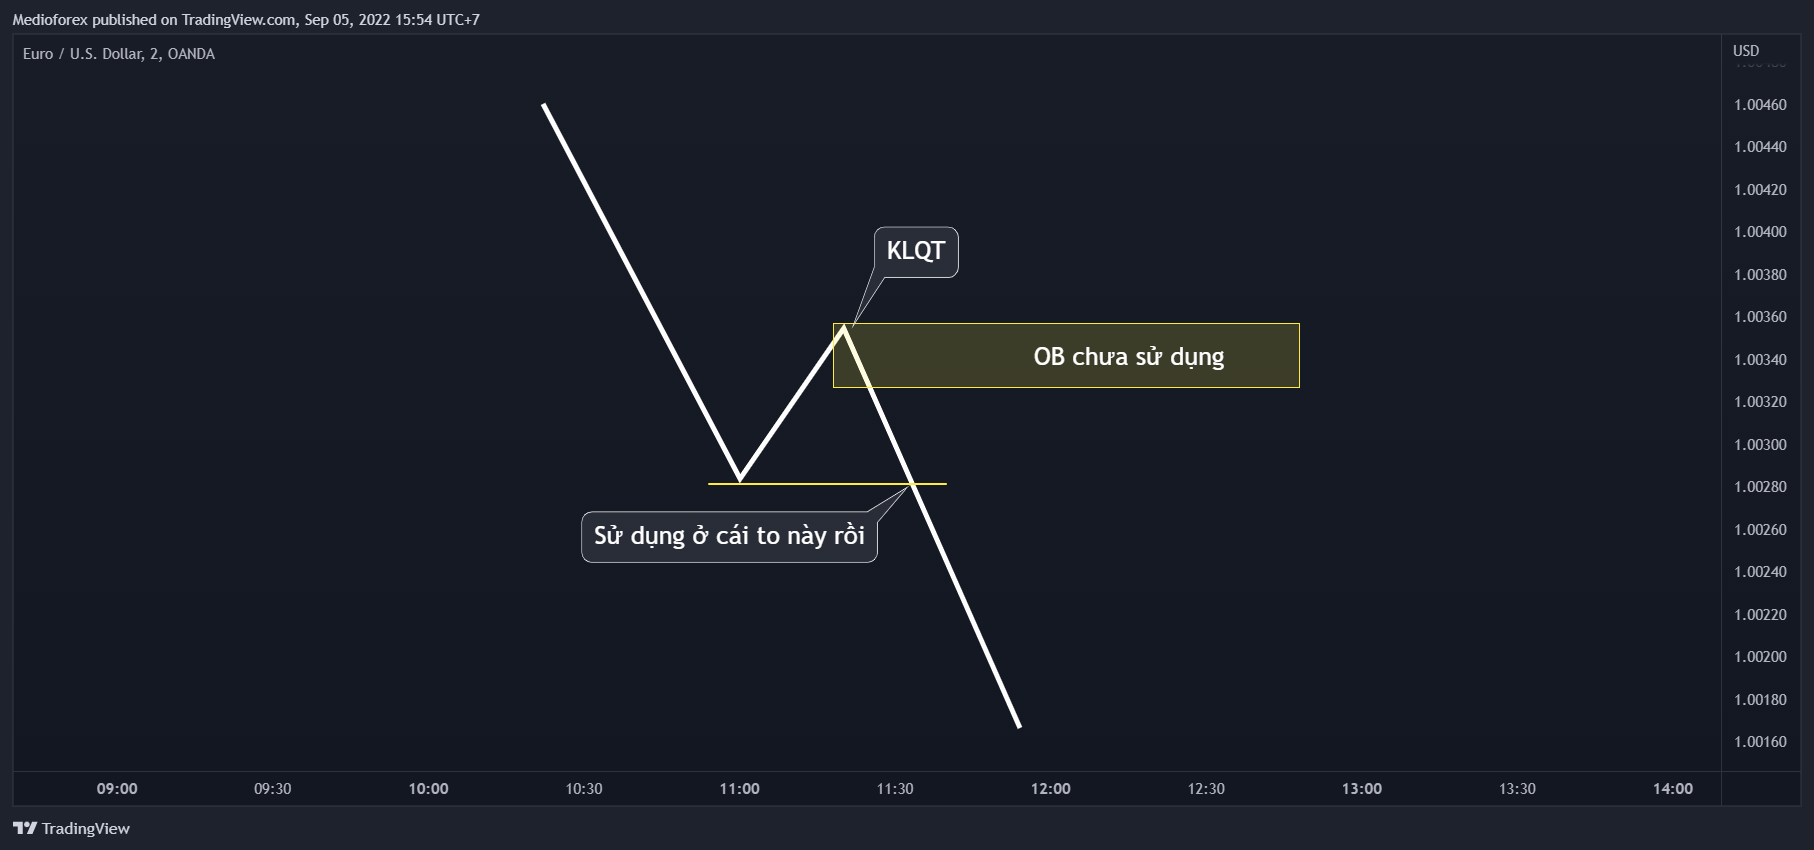 Medioforex published on TradingView.com, Sep 05, 2022 15:54 UTC+7
Euro / U.S. Dollar, 2, OANDA
USD
1.00460
1.00440
1.00420
1.00400
1.00380
1.00360
1.00340
1.00320
1.00300
1.00280
1.00260
1.00240
1.00220
1.00200
1.00180
1.00160
KLQT
OB chưa sử dụng
Sử dụng ở cái to này rồi
09:00 09:30 10:00 10:30 11:00 11:30 12:00 12:30 13:00 13:30 14:00
TradingView